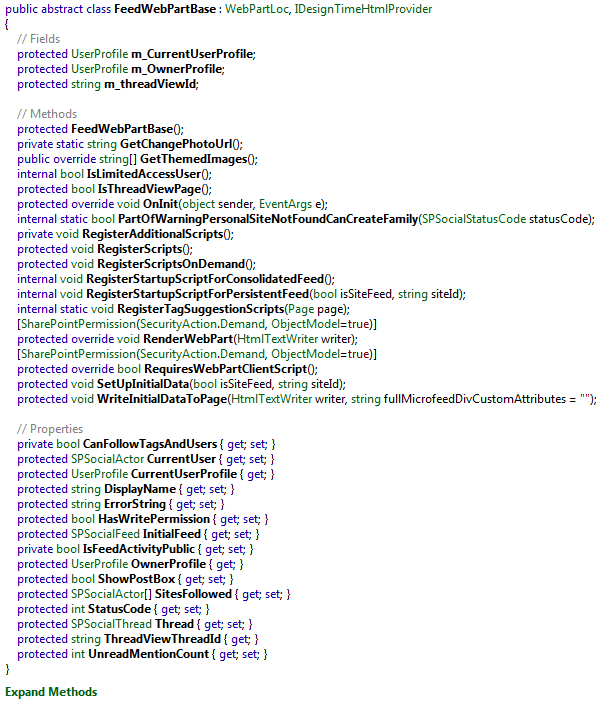 public abstract class FeedWebPartBase : WebPartLoc, IDesignTimeHtmlProvider
{
// Fields
protected UserProfile m_CurrentUserProfile;
protected UserProfile m_OwnerProfile;
protected string m_threadViewId;
// Methods
protected FeedWebPartBase();
private static string GetChangePhotoUrl();
public override string[] GetThemedImages();
internal bool IsLimitedAccessUser();
protected bool IsThreadViewPage();
protected override void OnInit(object sender, EventArgs e);
internal static bool PartOfWarningPersonalSiteNotFoundCanCreateFamily(SPSocialStatusCode statusCode);
private void RegisterAdditionalScripts();
protected void RegisterScripts();
protected void RegisterScriptsOnDemand();
internal void RegisterStartupScriptForConsolidatedFeed();
internal void RegisterStartupScriptForPersistentFeed(bool isSiteFeed, string siteId);
internal static void RegisterTagSuggestionScripts(Page page);
[SharePointPermission(SecurityAction.Demand, ObjectModel=true)]
protected override void RenderWebPart(HtmlTextWriter writer);
[SharePointPermission(SecurityAction.Demand, ObjectModel=true)]
protected override bool RequiresWebPartClientScript();
protected void SetUpInitialData(bool isSiteFeed, string siteId);
protected void WriteInitialDataToPage(HtmlTextWriter writer, string fullMicrofeedDivCustomAttributes = "");
// Properties
private bool CanFollowTagsAndUsers { get; set; }
protected SPSocialActor CurrentUser { get; set; }
protected UserProfile CurrentUserProfile { get; }
protected string DisplayName { get; set; }
protected string ErrorString { get; set; }
protected bool HasWritePermission { get; set; }
protected SPSocialFeed InitialFeed { get; set; }
private bool IsFeedActivityPublic { get; set; }
protected UserProfile OwnerProfile { get; }
protected bool ShowPostBox { get; set; }
protected SPSocialActor[] SitesFollowed { get; set; }
protected int StatusCode { get; set; }
protected SPSocialThread Thread { get; set; }
protected string ThreadViewThreadId { get; }
protected int UnreadMentionCount { get; set; }
}
Expand Methods